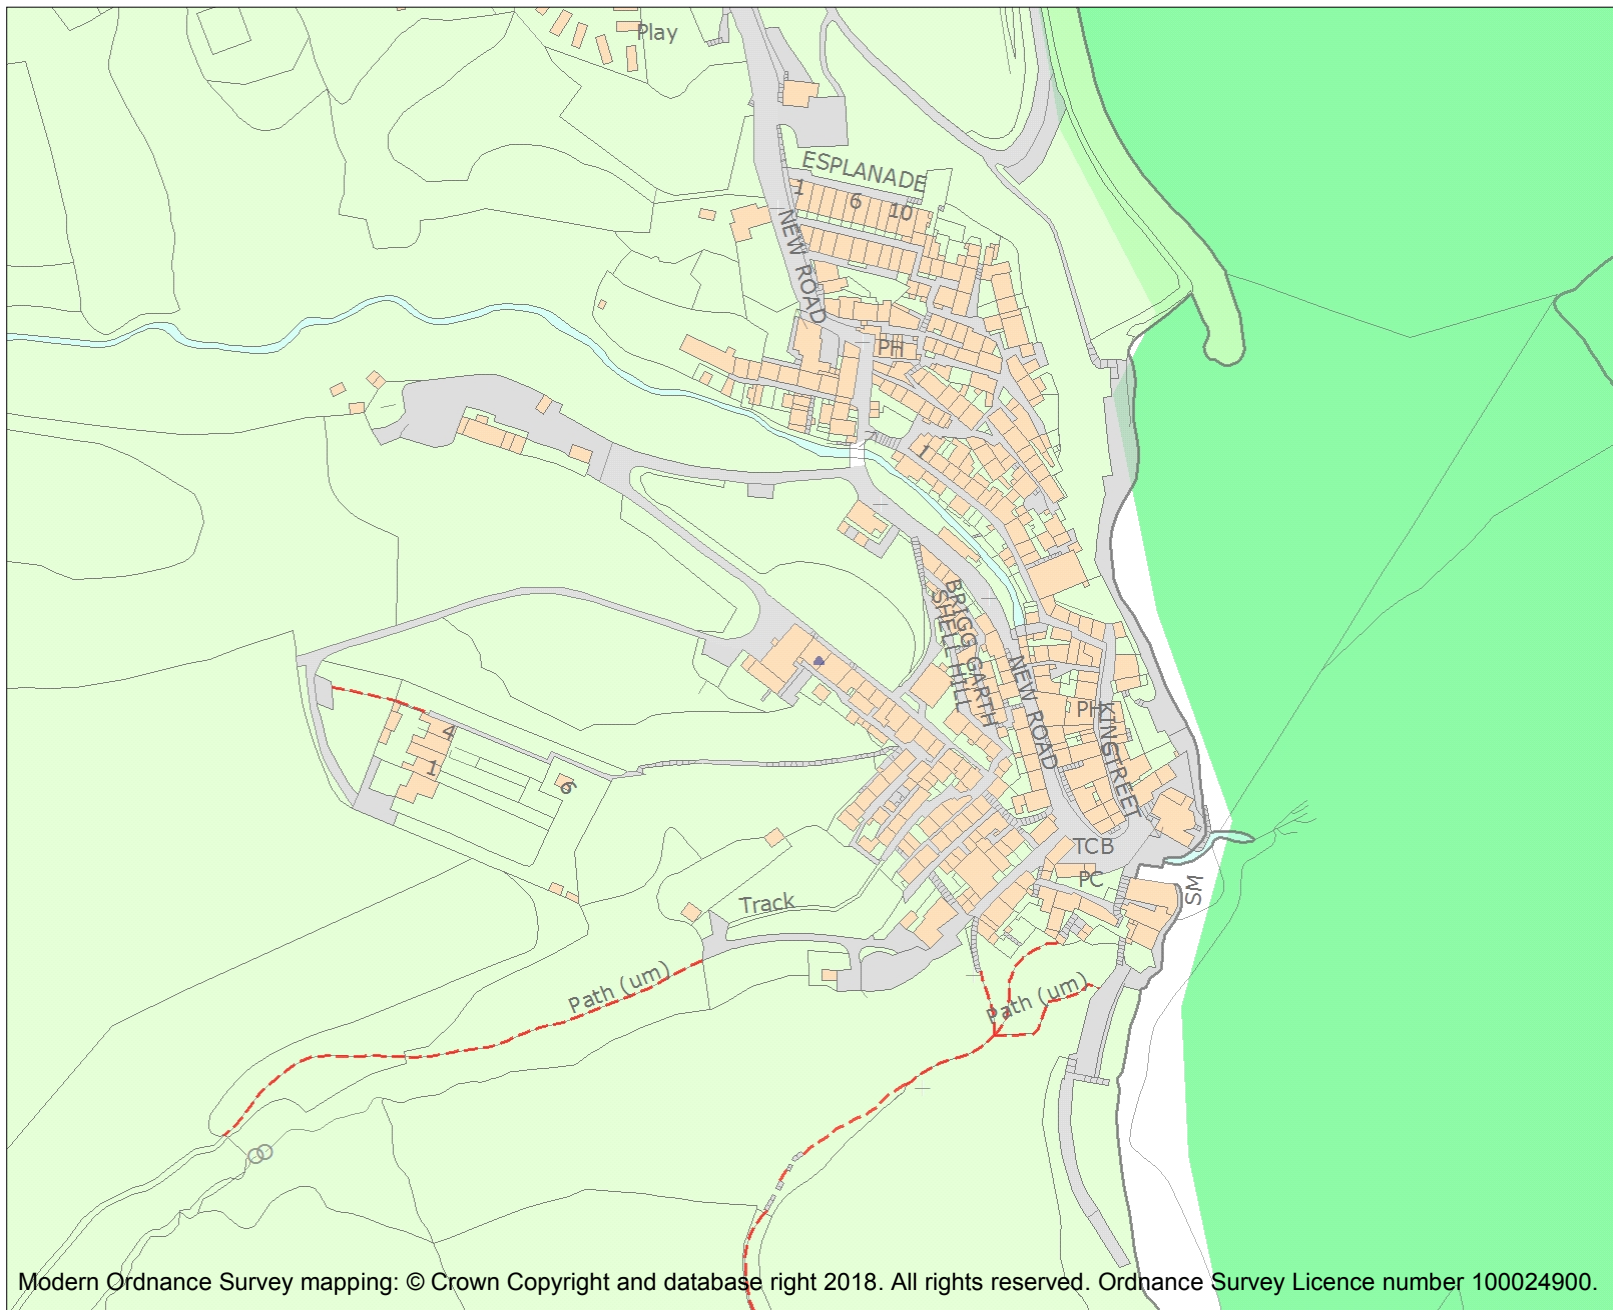 Play
ESPLANADE
1
6
10
NEW ROAD
PH
1
BRIGG GARTH
SHELL HILL
NEW ROAD
PH
KING STREET
4
1
6
TCB
PC
SM
Track
Path (um)
Path (um)
Modern Ordnance Survey mapping: © Crown Copyright and database right 2018. All rights reserved. Ordnance Survey Licence number 100024900.